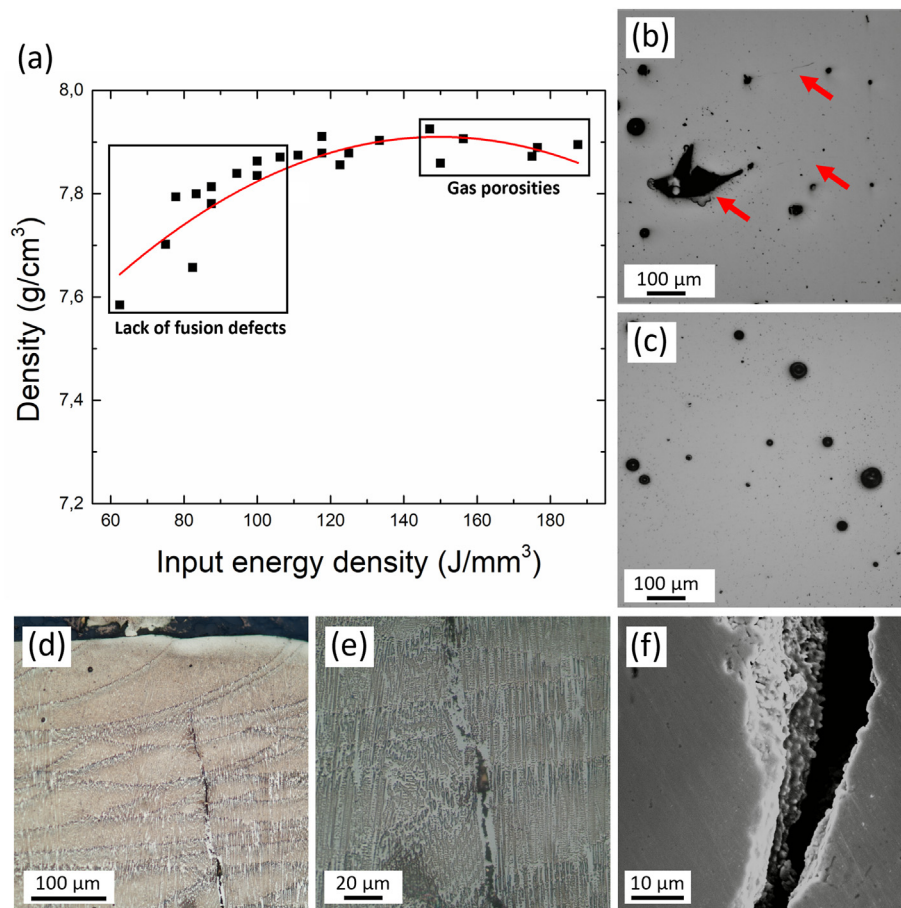 (a)
8,0
7,8
7,6
7,4
7,2
Density (g/cm³)
Lack of fusion defects
Gas porosities
60 80 100 120 140 160 180
Input energy density (J/mm³)
(b)
100 µm
(c)
100 µm
(d)
100 µm
(e)
20 µm
(f)
10 µm